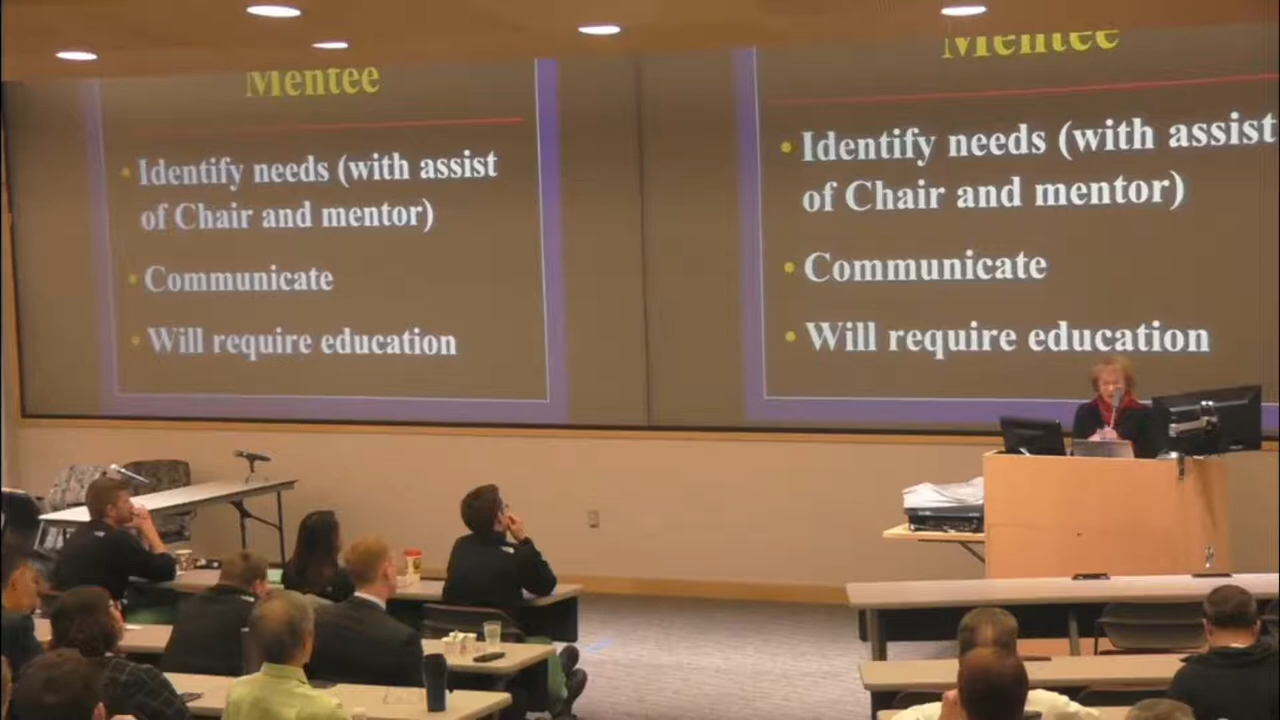 Mentee
• Identify needs (with assist
of Chair and mentor)
• Communicate
• Will require education
Mentee
• Identify needs (with assist
of Chair and mentor)
• Communicate
• Will require education